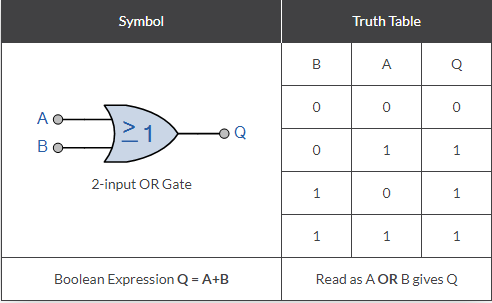 Symbol
Truth Table
B A Q
0 0 0
0 1 1
1 0 1
1 1 1
A
B
≥ 1
Q
2-input OR Gate
Boolean Expression Q = A+B
Read as A OR B gives Q